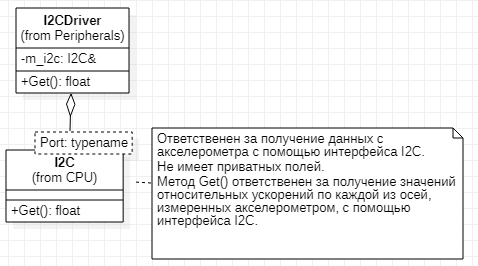 I2CDriver
(from Peripherals)
-m_i2c: I2C&
+Get(): float
Port: typename
I2C
(from CPU)
+Get(): float
Ответственен за получение данных с
акселерометра с помощью интерфейса I2C.
Не имеет приватных полей.
Метод Get() ответственен за получение значений
относительных ускорений по каждой из осей,
измеренных акселерометром, с помощью
интерфейса I2C.